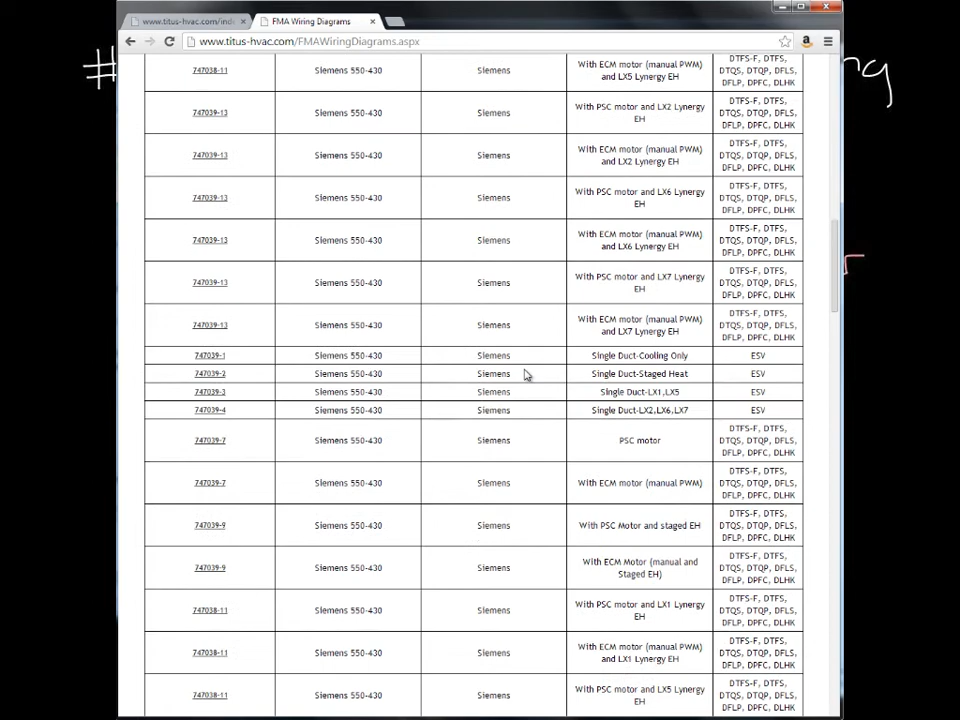 www.titus-hvac.com/inde
FMA Wiring Diagrams
www.titus-hvac.com/FMAWiringDiagrams.aspx
#
ng
747038-11 Siemens 550-430 Siemens With ECM motor (manual PWM) and LX5 Lynergy EH DTFS-F, DTFS, DTQS, DTQP, DFLS, DFLP, DPFC, DLHK
747039-13 Siemens 550-430 Siemens With PSC motor and LX2 Lynergy EH DTFS-F, DTFS, DTQS, DTQP, DFLS, DFLP, DPFC, DLHK
747039-13 Siemens 550-430 Siemens With ECM motor (manual PWM) and LX2 Lynergy EH DTFS-F, DTFS, DTQS, DTQP, DFLS, DFLP, DPFC, DLHK
747039-13 Siemens 550-430 Siemens With PSC motor and LX6 Lynergy EH DTFS-F, DTFS, DTQS, DTQP, DFLS, DFLP, DPFC, DLHK
747039-13 Siemens 550-430 Siemens With ECM motor (manual PWM) and LX6 Lynergy EH DTFS-F, DTFS, DTQS, DTQP, DFLS, DFLP, DPFC, DLHK
747039-13 Siemens 550-430 Siemens With PSC motor and LX7 Lynergy EH DTFS-F, DTFS, DTQS, DTQP, DFLS, DFLP, DPFC, DLHK
747039-13 Siemens 550-430 Siemens With ECM motor (manual PWM) and LX7 Lynergy EH DTFS-F, DTFS, DTQS, DTQP, DFLS, DFLP, DPFC, DLHK
747039-1 Siemens 550-430 Siemens Single Duct-Cooling Only ESV
747039-2 Siemens 550-430 Siemens Single Duct-Staged Heat ESV
747039-3 Siemens 550-430 Siemens Single Duct-LX1,LX5 ESV
747039-4 Siemens 550-430 Siemens Single Duct-LX2,LX6,LX7 ESV
747039-7 Siemens 550-430 Siemens PSC motor DTFS-F, DTFS, DTQS, DTQP, DFLS, DFLP, DPFC, DLHK
747039-7 Siemens 550-430 Siemens With ECM motor (manual PWM) DTFS-F, DTFS, DTQS, DTQP, DFLS, DFLP, DPFC, DLHK
747039-9 Siemens 550-430 Siemens With PSC Motor and staged EH DTFS-F, DTFS, DTQS, DTQP, DFLS, DFLP, DPFC, DLHK
747039-9 Siemens 550-430 Siemens With ECM Motor (manual and Staged EH) DTFS-F, DTFS, DTQS, DTQP, DFLS, DFLP, DPFC, DLHK
747038-11 Siemens 550-430 Siemens With PSC motor and LX1 Lynergy EH DTFS-F, DTFS, DTQS, DTQP, DFLS, DFLP, DPFC, DLHK
747038-11 Siemens 550-430 Siemens With ECM motor (manual PWM) and LX1 Lynergy EH DTFS-F, DTFS, DTQS, DTQP, DFLS, DFLP, DPFC, DLHK
747038-11 Siemens 550-430 Siemens With PSC motor and LX5 Lynergy EH DTFS-F, DTFS, DTQS, DTQP, DFLS, DFLP, DPFC, DLHK